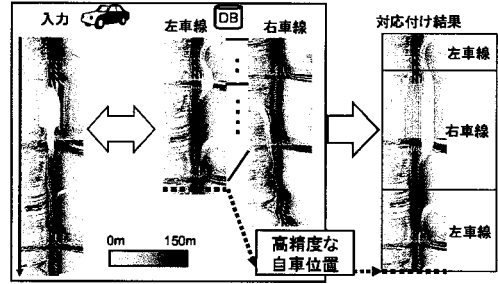 入力
左車線
DB
右車線
0m 150m
高精度な
自車位置
対応付け結果
左車線
右車線
左車線